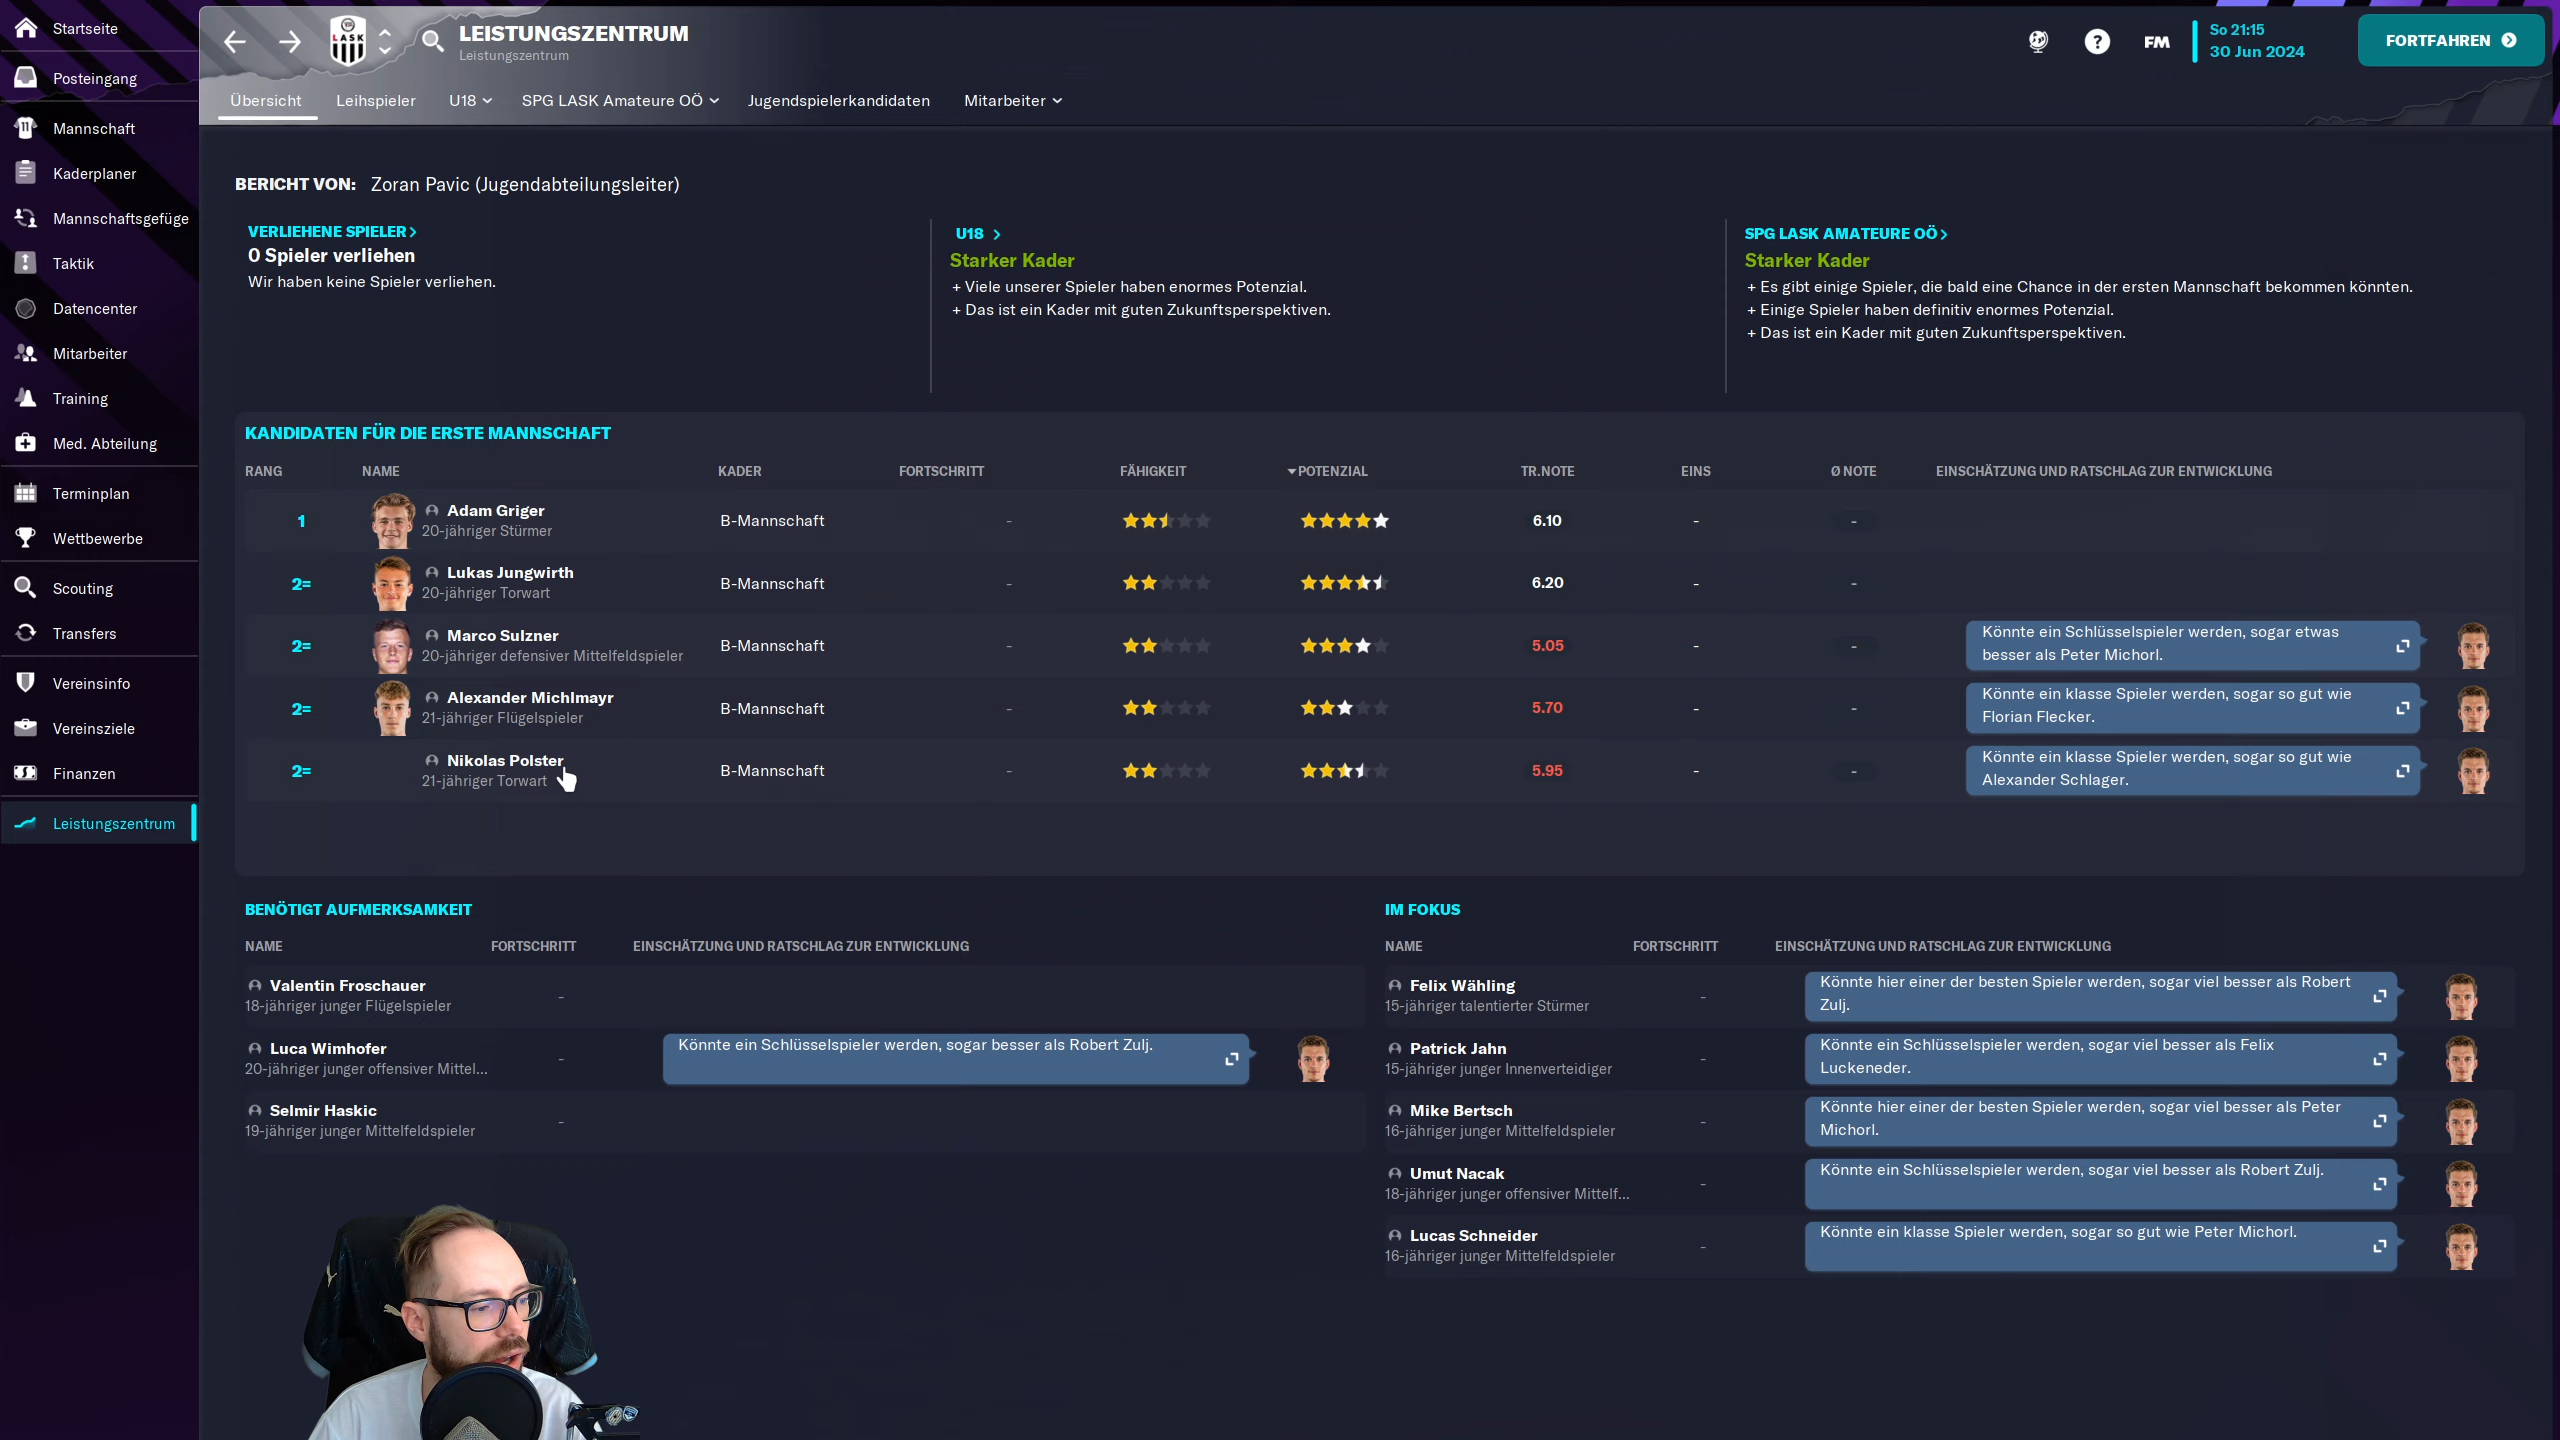 Startseite
Posteingang
Mannschaft
Kaderplaner
Mannschaftsgefüge
Taktik
Datencenter
Mitarbeiter
Training
Med. Abteilung
Terminplan
Wettbewerbe
Scouting
Transfers
Vereinsinfo
Vereinsziele
Finanzen
Leistungszentrum
LASK
LEISTUNGSZENTRUM
Leistungszentrum
?
FM
So 21:15
30 Jun 2024
FORTFAHREN
Übersicht Leihspieler U18 SPG LASK Amateure OÖ Jugendspielerkandidaten Mitarbeiter
BERICHT VON: Zoran Pavic (Jugendabteilungsleiter)
VERLIEHENE SPIELER
0 Spieler verliehen
Wir haben keine Spieler verliehen.
U18
Starker Kader
+ Viele unserer Spieler haben enormes Potenzial.
+ Das ist ein Kader mit guten Zukunftsperspektiven.
SPG LASK AMATEURE OÖ
Starker Kader
+ Es gibt einige Spieler, die bald eine Chance in der ersten Mannschaft bekommen könnten.
+ Einige Spieler haben definitiv enormes Potenzial.
+ Das ist ein Kader mit guten Zukunftsperspektiven.
KANDIDATEN FÜR DIE ERSTE MANNSCHAFT
RANG NAME KADER FORTSCHRITT FÄHIGKEIT POTENZIAL TR.NOTE EINS Ø NOTE EINSCHÄTZUNG UND RATSCHLAG ZUR ENTWICKLUNG
1 Adam Griger B-Mannschaft - 6.10 - -
20-jähriger Stürmer
2= Lukas Jungwirth B-Mannschaft - 6.20 - -
20-jähriger Torwart
2= Marco Sulzner B-Mannschaft - 5.05 - - Könnte ein Schlüsselspieler werden, sogar etwas
20-jähriger defensiver Mittelfeldspieler besser als Peter Michorl.
2= Alexander Michlmayr B-Mannschaft - 5.70 - - Könnte ein klasse Spieler werden, sogar so gut wie
21-jähriger Flügelspieler Florian Flecker.
2= Nikolas Polster B-Mannschaft - 5.95 - - Könnte ein klasse Spieler werden, sogar so gut wie
21-jähriger Torwart Alexander Schlager.
BENÖTIGT AUFMERKSAMKEIT
NAME FORTSCHRITT EINSCHÄTZUNG UND RATSCHLAG ZUR ENTWICKLUNG
Valentin Froschauer -
18-jähriger junger Flügelspieler
Luca Wimhofer - Könnte ein Schlüsselspieler werden, sogar besser als Robert Zulj.
20-jähriger junger offensiver Mittel...
Selmir Haskic -
19-jähriger junger Mittelfeldspieler
IM FOKUS
NAME FORTSCHRITT EINSCHÄTZUNG UND RATSCHLAG ZUR ENTWICKLUNG
Felix Wähling - Könnte hier einer der besten Spieler werden, sogar viel besser als Robert
15-jähriger talentierter Stürmer Zulj.
Patrick Jahn - Könnte ein Schlüsselspieler werden, sogar viel besser als Felix
15-jähriger junger Innenverteidiger Luckeneder.
Mike Bertsch - Könnte hier einer der besten Spieler werden, sogar viel besser als Peter
16-jähriger junger Mittelfeldspieler Michorl.
Umut Nacak - Könnte ein Schlüsselspieler werden, sogar viel besser als Robert Zulj.
18-jähriger junger offensiver Mittelf...
Lucas Schneider - Könnte ein klasse Spieler werden, sogar so gut wie Peter Michorl.
16-jähriger junger Mittelfeldspieler